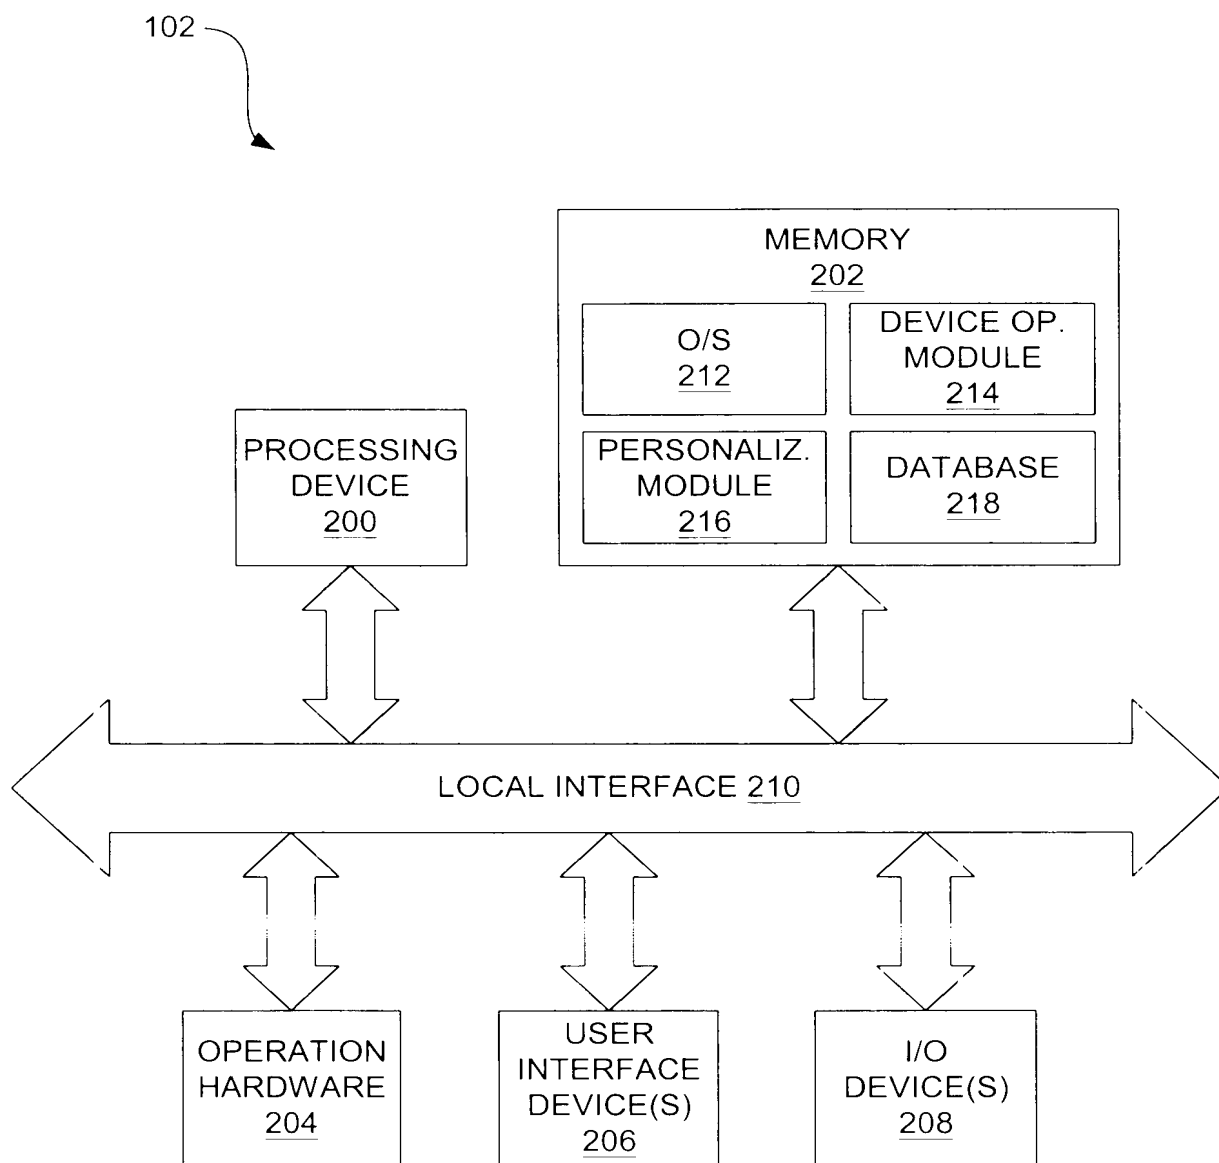 102
MEMORY
202
O/S
212
DEVICE OP.
MODULE
214
PERSONALIZ.
MODULE
216
DATABASE
218
PROCESSING
DEVICE
200
LOCAL INTERFACE 210
OPERATION
HARDWARE
204
USER
INTERFACE
DEVICE(S)
206
I/O
DEVICE(S)
208